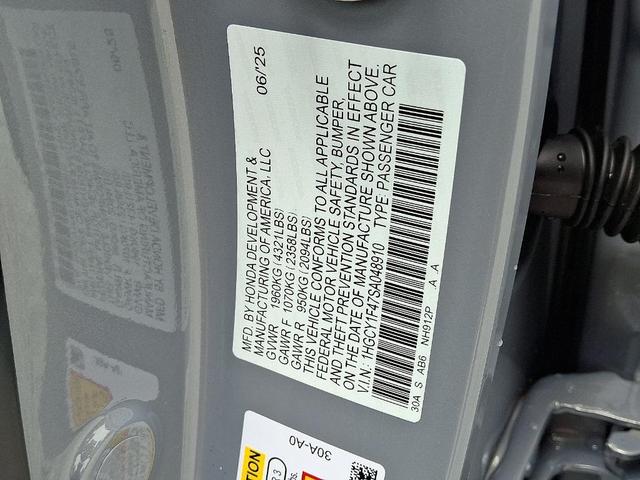 MFD. BY HONDA DEVELOPMENT &
MANUFACTURING OF AMERICA, LLC 06/'25
GVWR 1960KG(4321LBS)
GAWR F 1070KG(2358LBS)
GAWR R 950KG(2094LBS)
THIS VEHICLE CONFORMS TO ALL APPLICABLE
FEDERAL MOTOR VEHICLE SAFETY, BUMPER,
AND THEFT PREVENTION STANDARDS IN EFFECT
ON THE DATE OF MANUFACTURE SHOWN ABOVE.
V.I.N.: 1HGCY1F47SA048910 TYPE: PASSENGER CAR
30A S AB6 NH912P A A
30A-A0